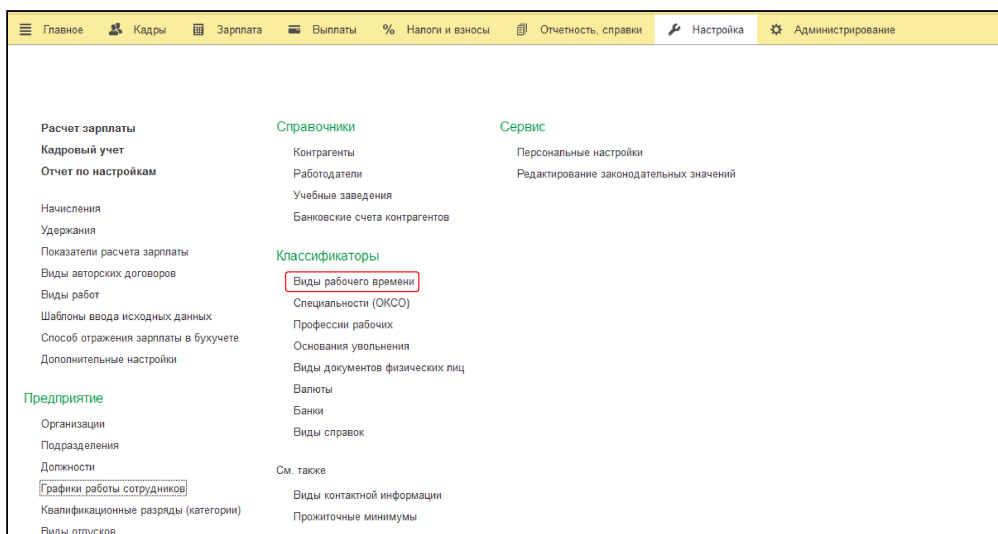 Главное Кадры Зарплата Выплаты % Налоги и взносы Отчетность, справки Настройка Администрирование
Расчет зарплаты
Кадровый учет
Отчет по настройкам
Начисления
Удержания
Показатели расчета зарплаты
Виды авторских договоров
Виды работ
Шаблоны ввода исходных данных
Способ отражения зарплаты в бухучете
Дополнительные настройки
Предприятие
Организации
Подразделения
Должности
Графики работы сотрудников
Квалификационные разряды (категории)
Виды отпусков
Справочники
Контрагенты
Работодатели
Учебные заведения
Банковские счета контрагентов
Классификаторы
Виды рабочего времени
Специальности (ОКСО)
Профессии рабочих
Основания увольнения
Виды документов физических лиц
Валюты
Банки
Виды справок
См. также
Виды контактной информации
Прожиточные минимумы
Сервис
Персональные настройки
Редактирование законодательных значений